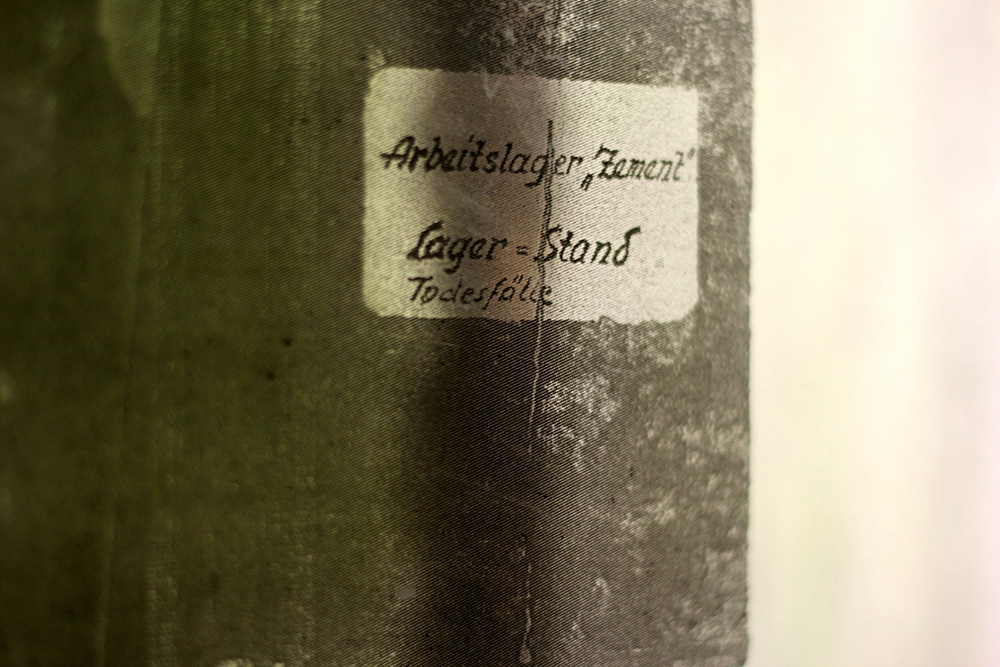 Arbeitslager „Zement“
Lager = Stand
Todesfälle